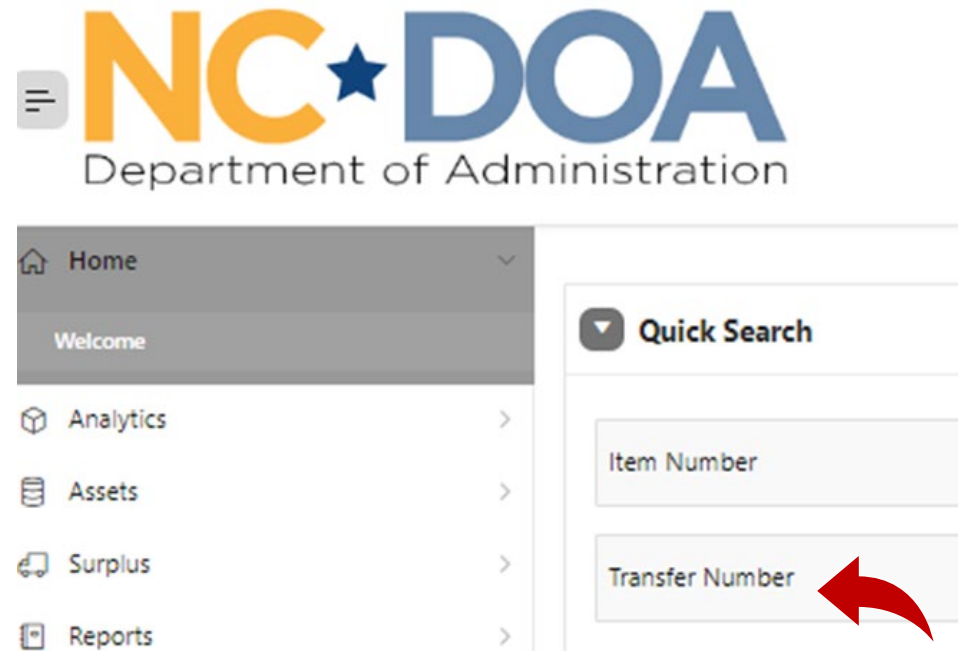 NC★DOA
Department of Administration
Home
Welcome
Analytics
Assets
Surplus
Reports
Quick Search
Item Number
Transfer Number